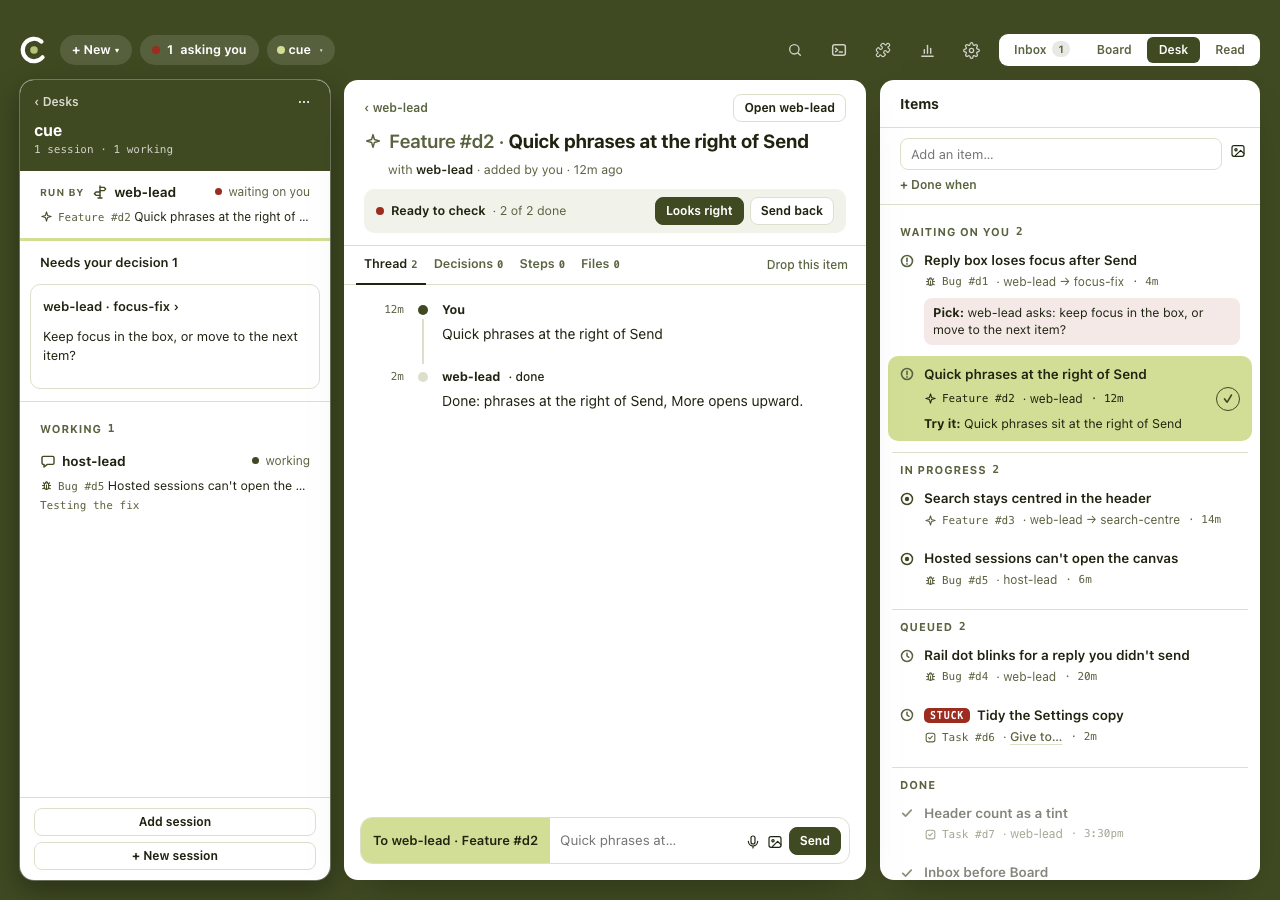 + New ▾
1 asking you
cue ·
Inbox 1
Board
Desk
Read
‹ Desks
···
cue
1 session · 1 working
RUN BY web-lead
waiting on you
Feature #d2 Quick phrases at the right of ...
Needs your decision 1
web-lead · focus-fix ›
Keep focus in the box, or move to the next
item?
WORKING 1
host-lead
working
Bug #d5 Hosted sessions can't open the ...
Testing the fix
Add session
+ New session
‹ web-lead
Open web-lead
Feature #d2 · Quick phrases at the right of Send
with web-lead · added by you · 12m ago
Ready to check · 2 of 2 done
Looks right
Send back
Thread 2
Decisions 0
Steps 0
Files 0
Drop this item
12m You
Quick phrases at the right of Send
2m web-lead · done
Done: phrases at the right of Send, More opens upward.
To web-lead · Feature #d2
Quick phrases at...
Send
Items
Add an item...
+ Done when
WAITING ON YOU 2
Reply box loses focus after Send
Bug #d1 · web-lead → focus-fix · 4m
Pick: web-lead asks: keep focus in the box, or
move to the next item?
Quick phrases at the right of Send
Feature #d2 · web-lead · 12m
Try it: Quick phrases sit at the right of Send
IN PROGRESS 2
Search stays centred in the header
Feature #d3 · web-lead → search-centre · 14m
Hosted sessions can't open the canvas
Bug #d5 · host-lead · 6m
QUEUED 2
Rail dot blinks for a reply you didn't send
Bug #d4 · web-lead · 20m
STUCK Tidy the Settings copy
Task #d6 · Give to... · 2m
DONE
Header count as a tint
Task #d7 · web-lead · 3:30pm
Inbox before Board